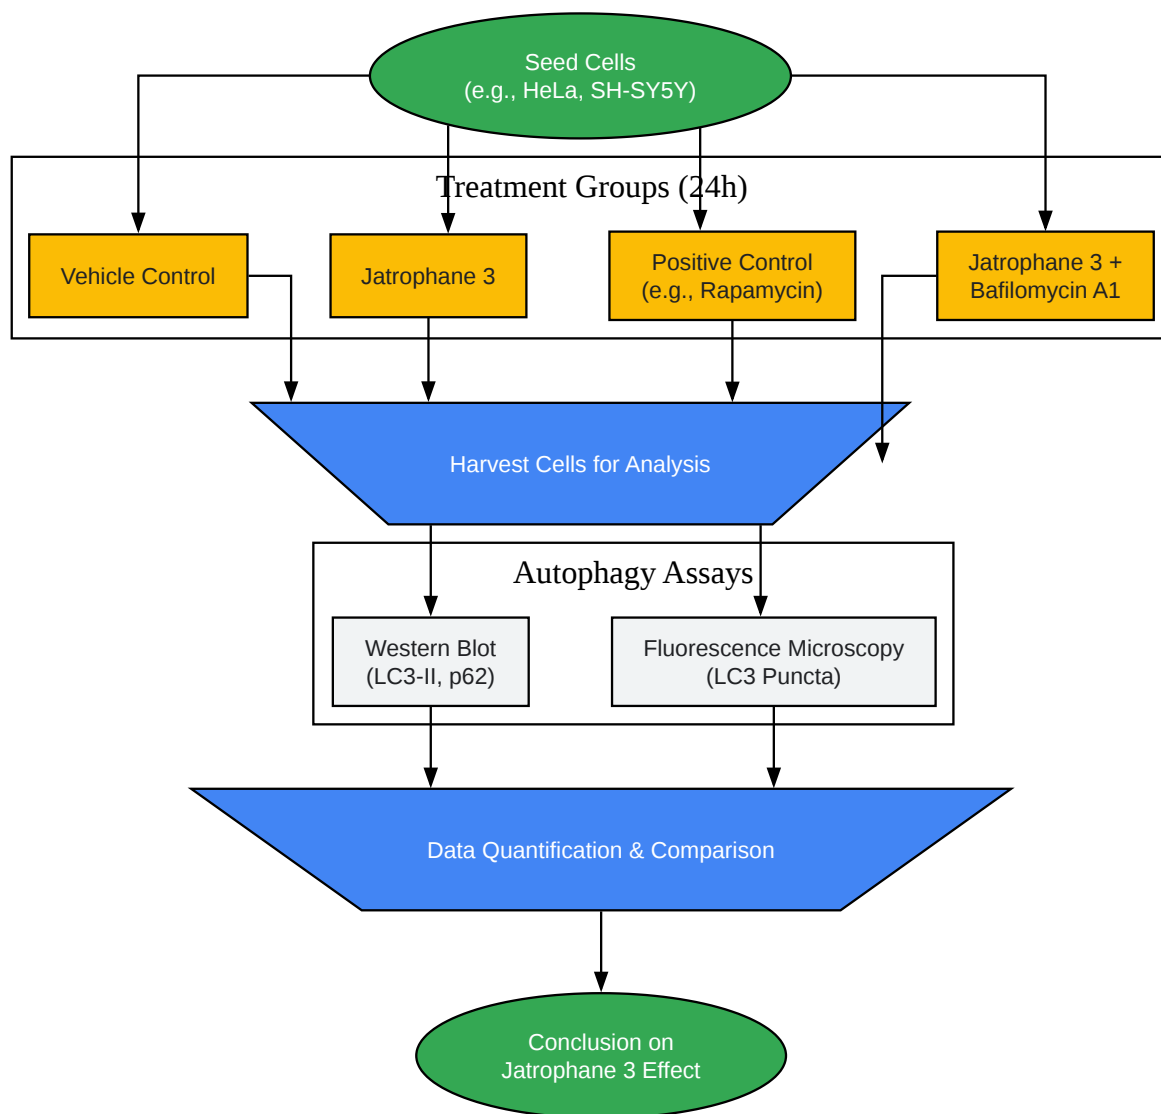 Seed Cells
(e.g., HeLa, SH-SY5Y)
Treatment Groups (24h)
Vehicle Control
Jatrophane 3
Positive Control
(e.g., Rapamycin)
Jatrophane 3 +
Bafilomycin A1
Harvest Cells for Analysis
Autophagy Assays
Western Blot
(LC3-II, p62)
Fluorescence Microscopy
(LC3 Puncta)
Data Quantification & Comparison
Conclusion on
Jatrophane 3 Effect